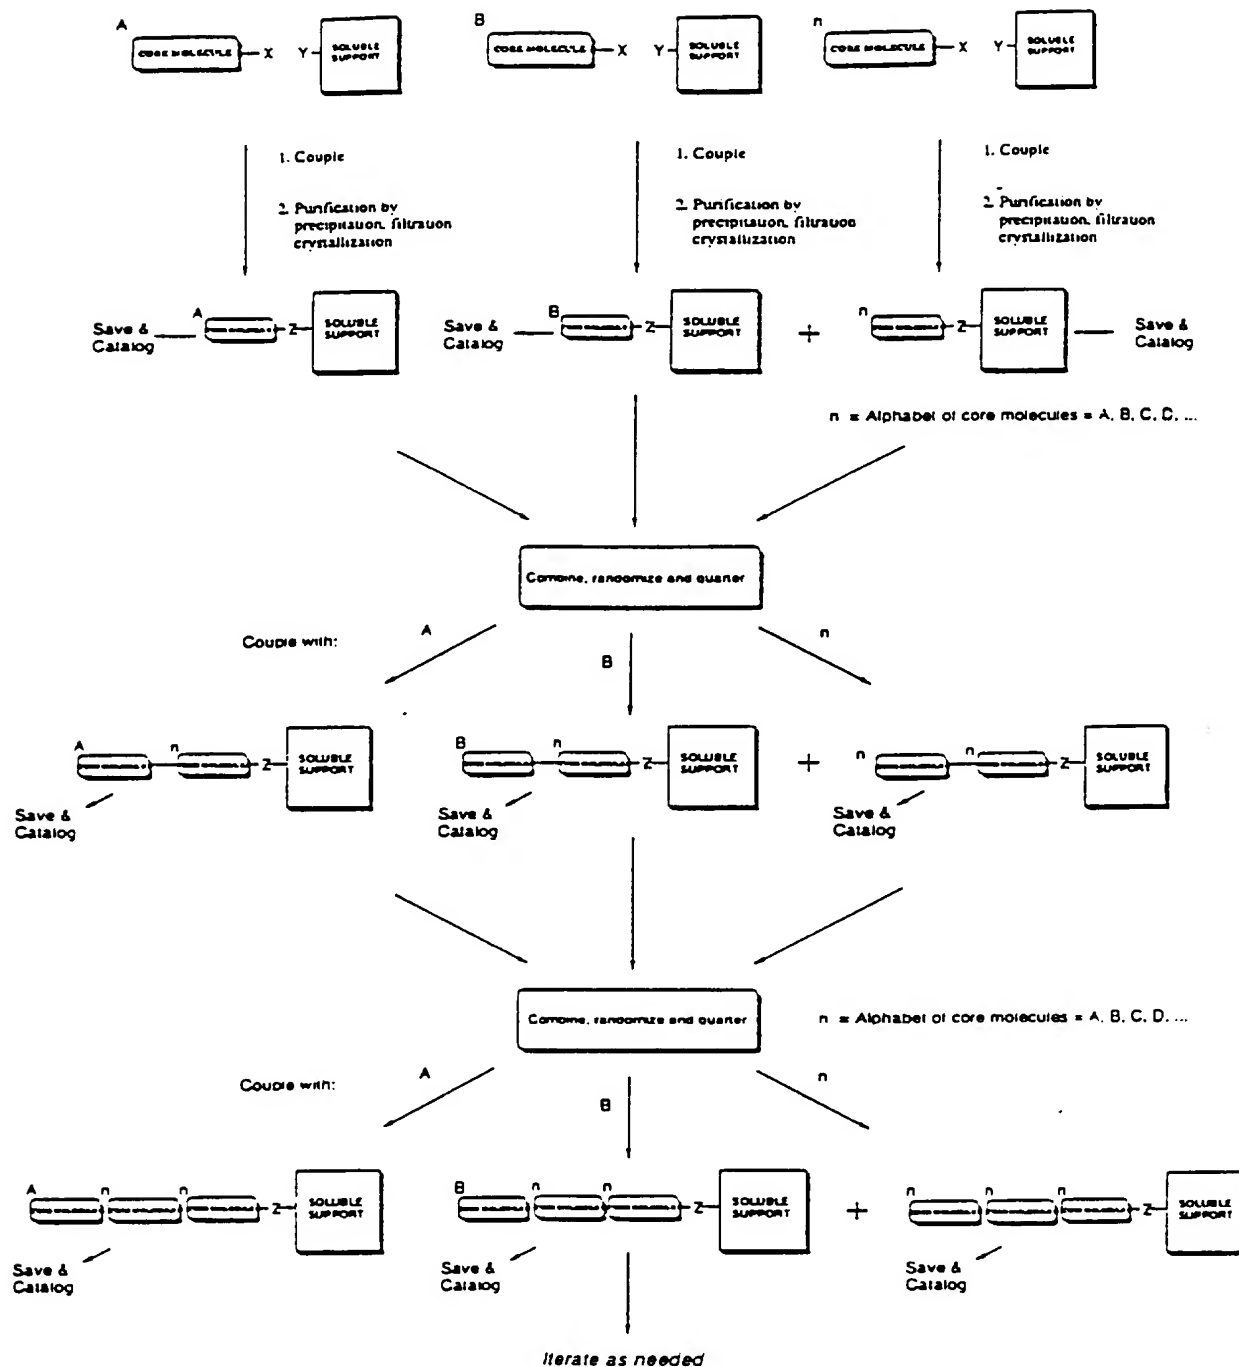 A
CORE MOLECULE
X
Y
SOLUBLE
SUPPORT
B
CORE MOLECULE
X
Y
SOLUBLE
SUPPORT
n
CORE MOLECULE
X
Y
SOLUBLE
SUPPORT
1. Couple
2. Purification by
precipitation, filtration
crystallization
1. Couple
2. Purification by
precipitation, filtration
crystallization
1. Couple
2. Purification by
precipitation, filtration
crystallization
Save &
Catalog
A
Z
SOLUBLE
SUPPORT
Save &
Catalog
B
Z
SOLUBLE
SUPPORT
+
n
Z
SOLUBLE
SUPPORT
Save &
Catalog
n = Alphabet of core molecules = A, B, C, D, ...
Combine, randomize and quarter
Couple with:
A
B
n
A
n
Z
SOLUBLE
SUPPORT
Save &
Catalog
B
n
Z
SOLUBLE
SUPPORT
Save &
Catalog
+
n
n
Z
SOLUBLE
SUPPORT
Save &
Catalog
Combine, randomize and quarter
n = Alphabet of core molecules = A, B, C, D, ...
Couple with:
A
B
n
A
n
n
Z
SOLUBLE
SUPPORT
Save &
Catalog
B
n
n
Z
SOLUBLE
SUPPORT
Save &
Catalog
+
n
n
n
Z
SOLUBLE
SUPPORT
Save &
Catalog
Iterate as needed